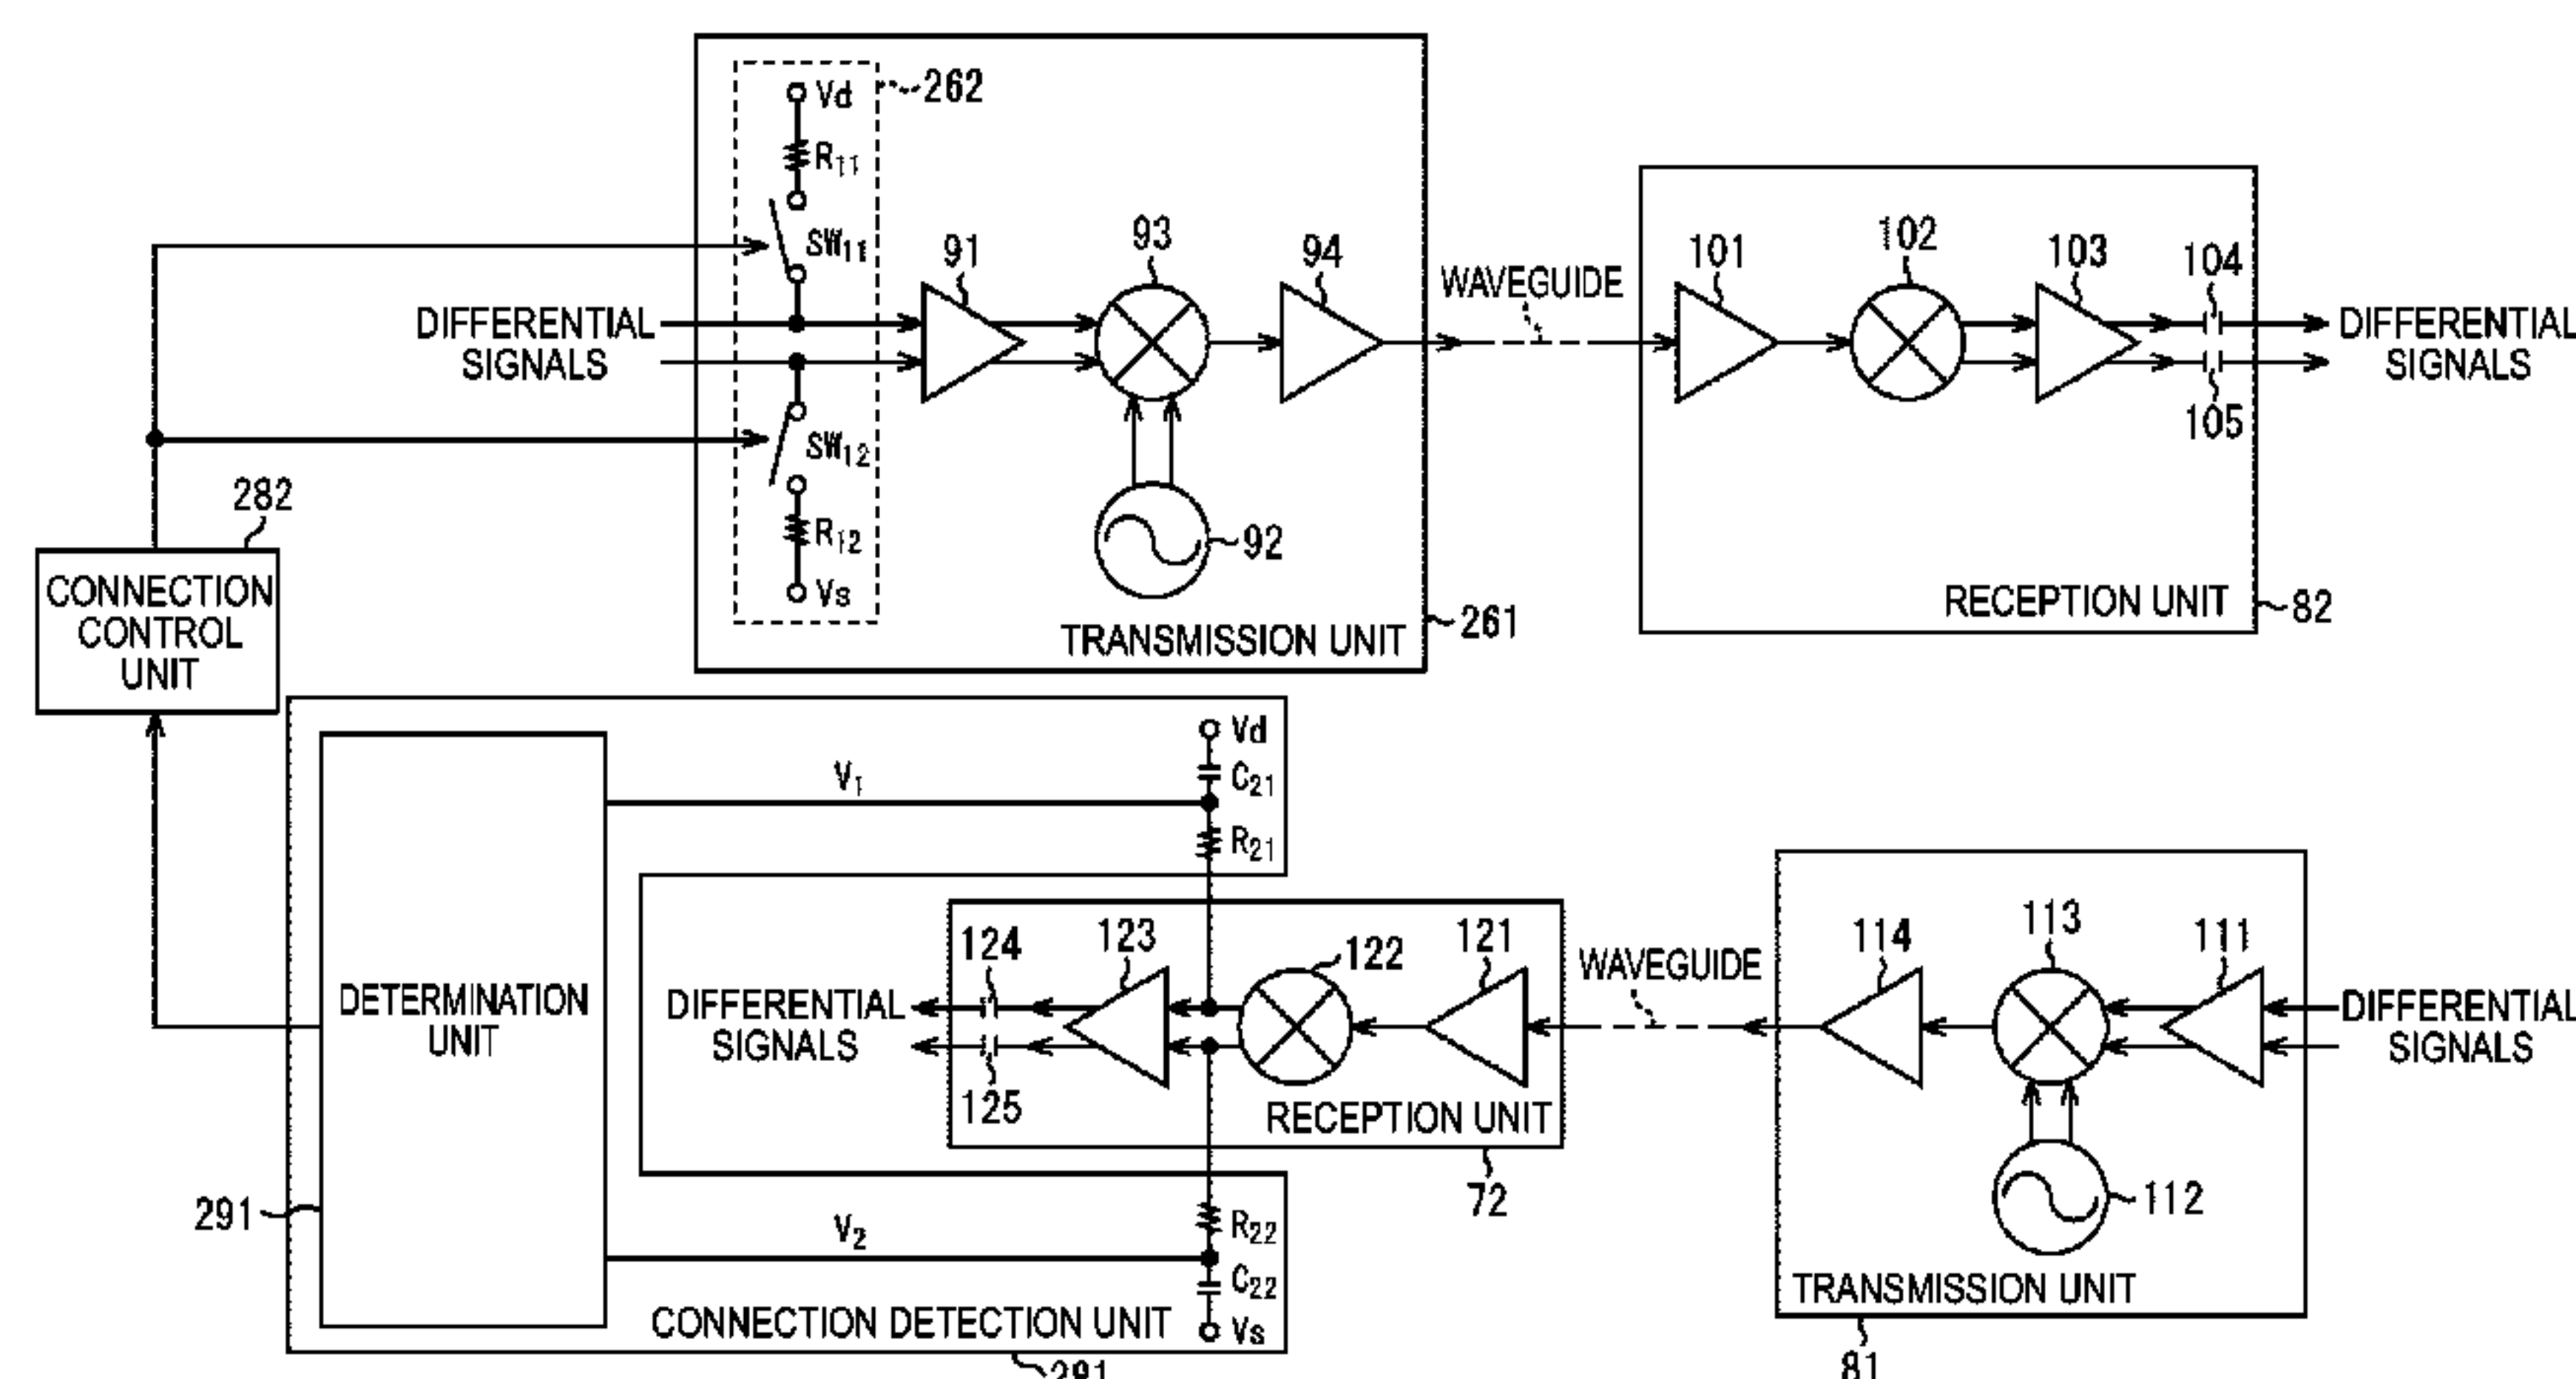 Vd
262
R11
SW11
91
93
94
WAVEGUIDE
101
102
103
104
DIFFERENTIAL
SIGNALS
DIFFERENTIAL
SIGNALS
105
SW12
282
R12
92
CONNECTION
CONTROL
UNIT
Vs
RECEPTION UNIT
82
TRANSMISSION UNIT
261
Vd
V1
C21
R21
124
123
122
121
WAVEGUIDE
114
113
111
DETERMINATION
UNIT
DIFFERENTIAL
SIGNALS
DIFFERENTIAL
SIGNALS
125
RECEPTION UNIT
72
112
291
V2
R22
C22
TRANSMISSION UNIT
CONNECTION DETECTION UNIT
Vs
81